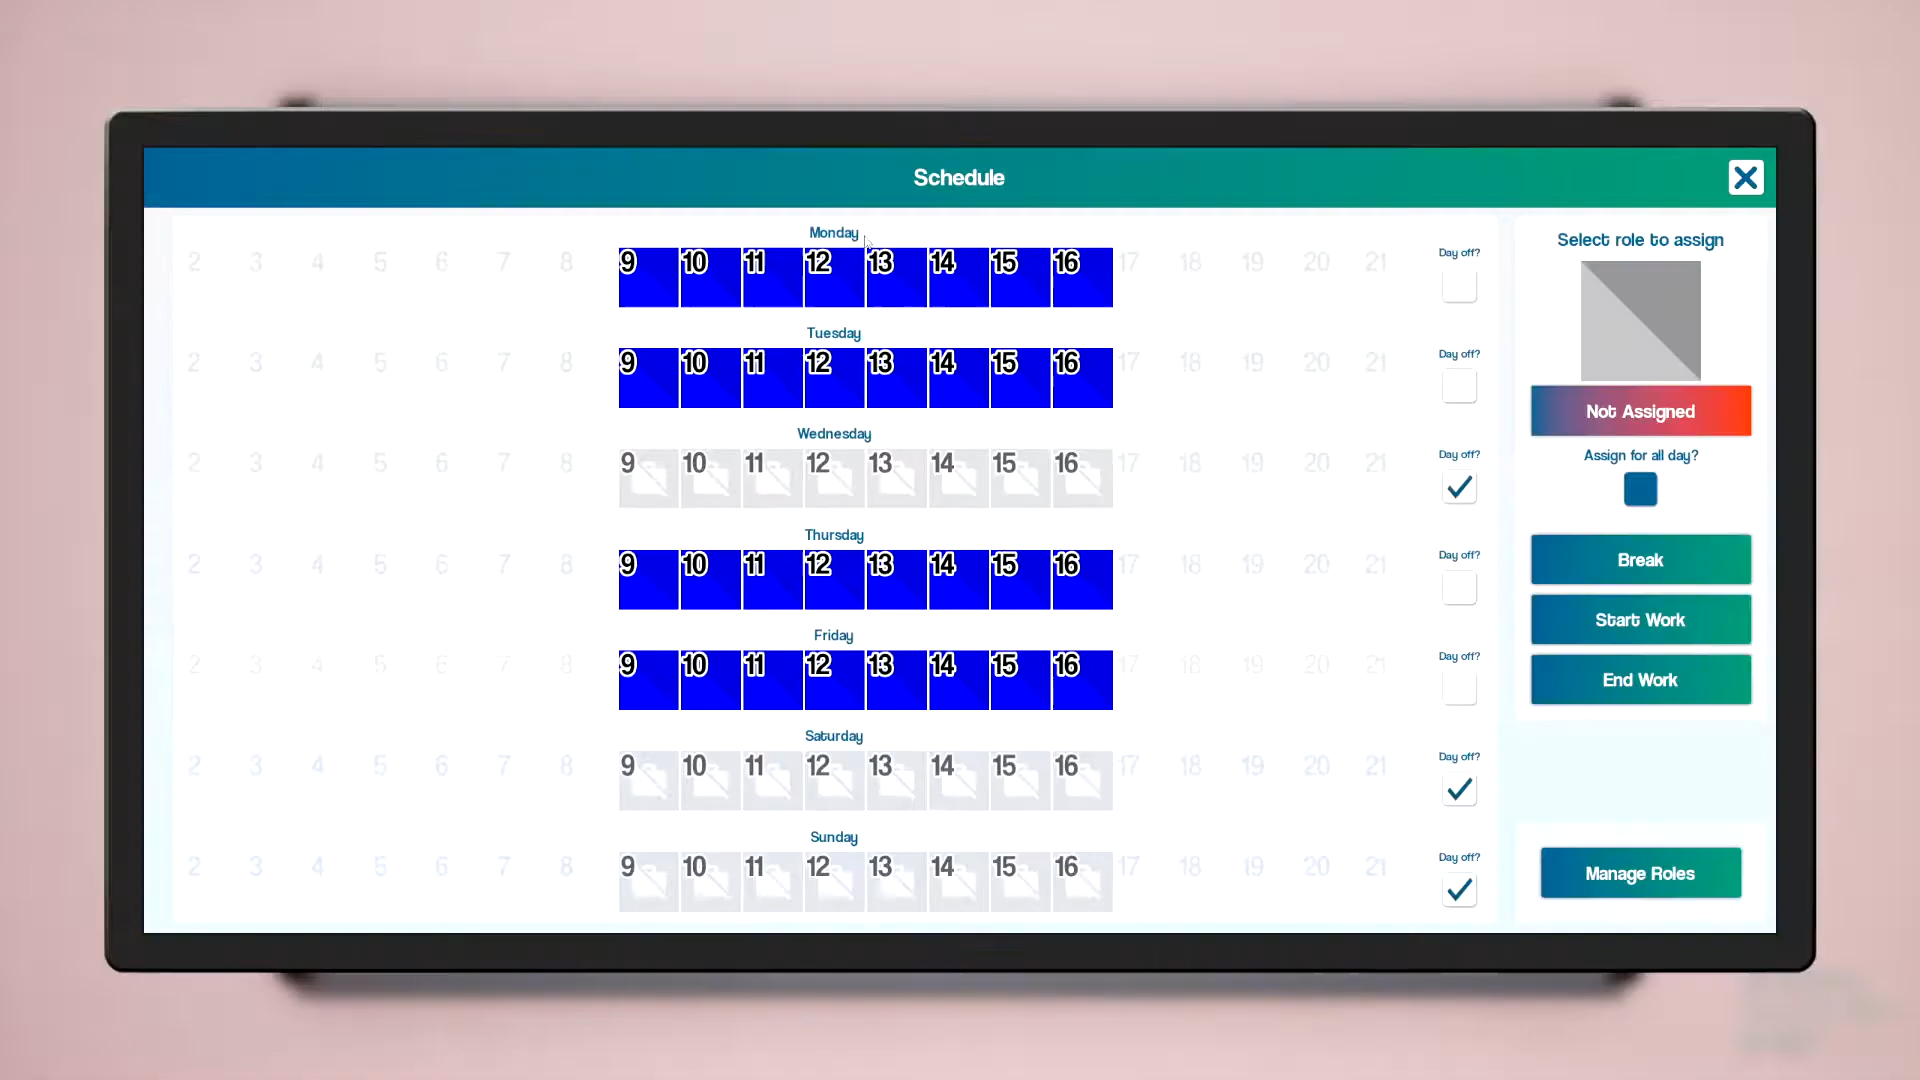 Schedule
Monday
2 3 4 5 6 7 8 9 10 11 12 13 14 15 16 17 18 19 20 21
Day off?
Tuesday
2 3 4 5 6 7 8 9 10 11 12 13 14 15 16 17 18 19 20 21
Day off?
Wednesday
2 3 4 5 6 7 8 9 10 11 12 13 14 15 16 17 18 19 20 21
Day off?
Thursday
2 3 4 5 6 7 8 9 10 11 12 13 14 15 16 17 18 19 20 21
Day off?
Friday
2 3 4 5 6 7 8 9 10 11 12 13 14 15 16 17 18 19 20 21
Day off?
Saturday
2 3 4 5 6 7 8 9 10 11 12 13 14 15 16 17 18 19 20 21
Day off?
Sunday
2 3 4 5 6 7 8 9 10 11 12 13 14 15 16 17 18 19 20 21
Day off?
Select role to assign
Not Assigned
Assign for all day?
Break
Start Work
End Work
Manage Roles